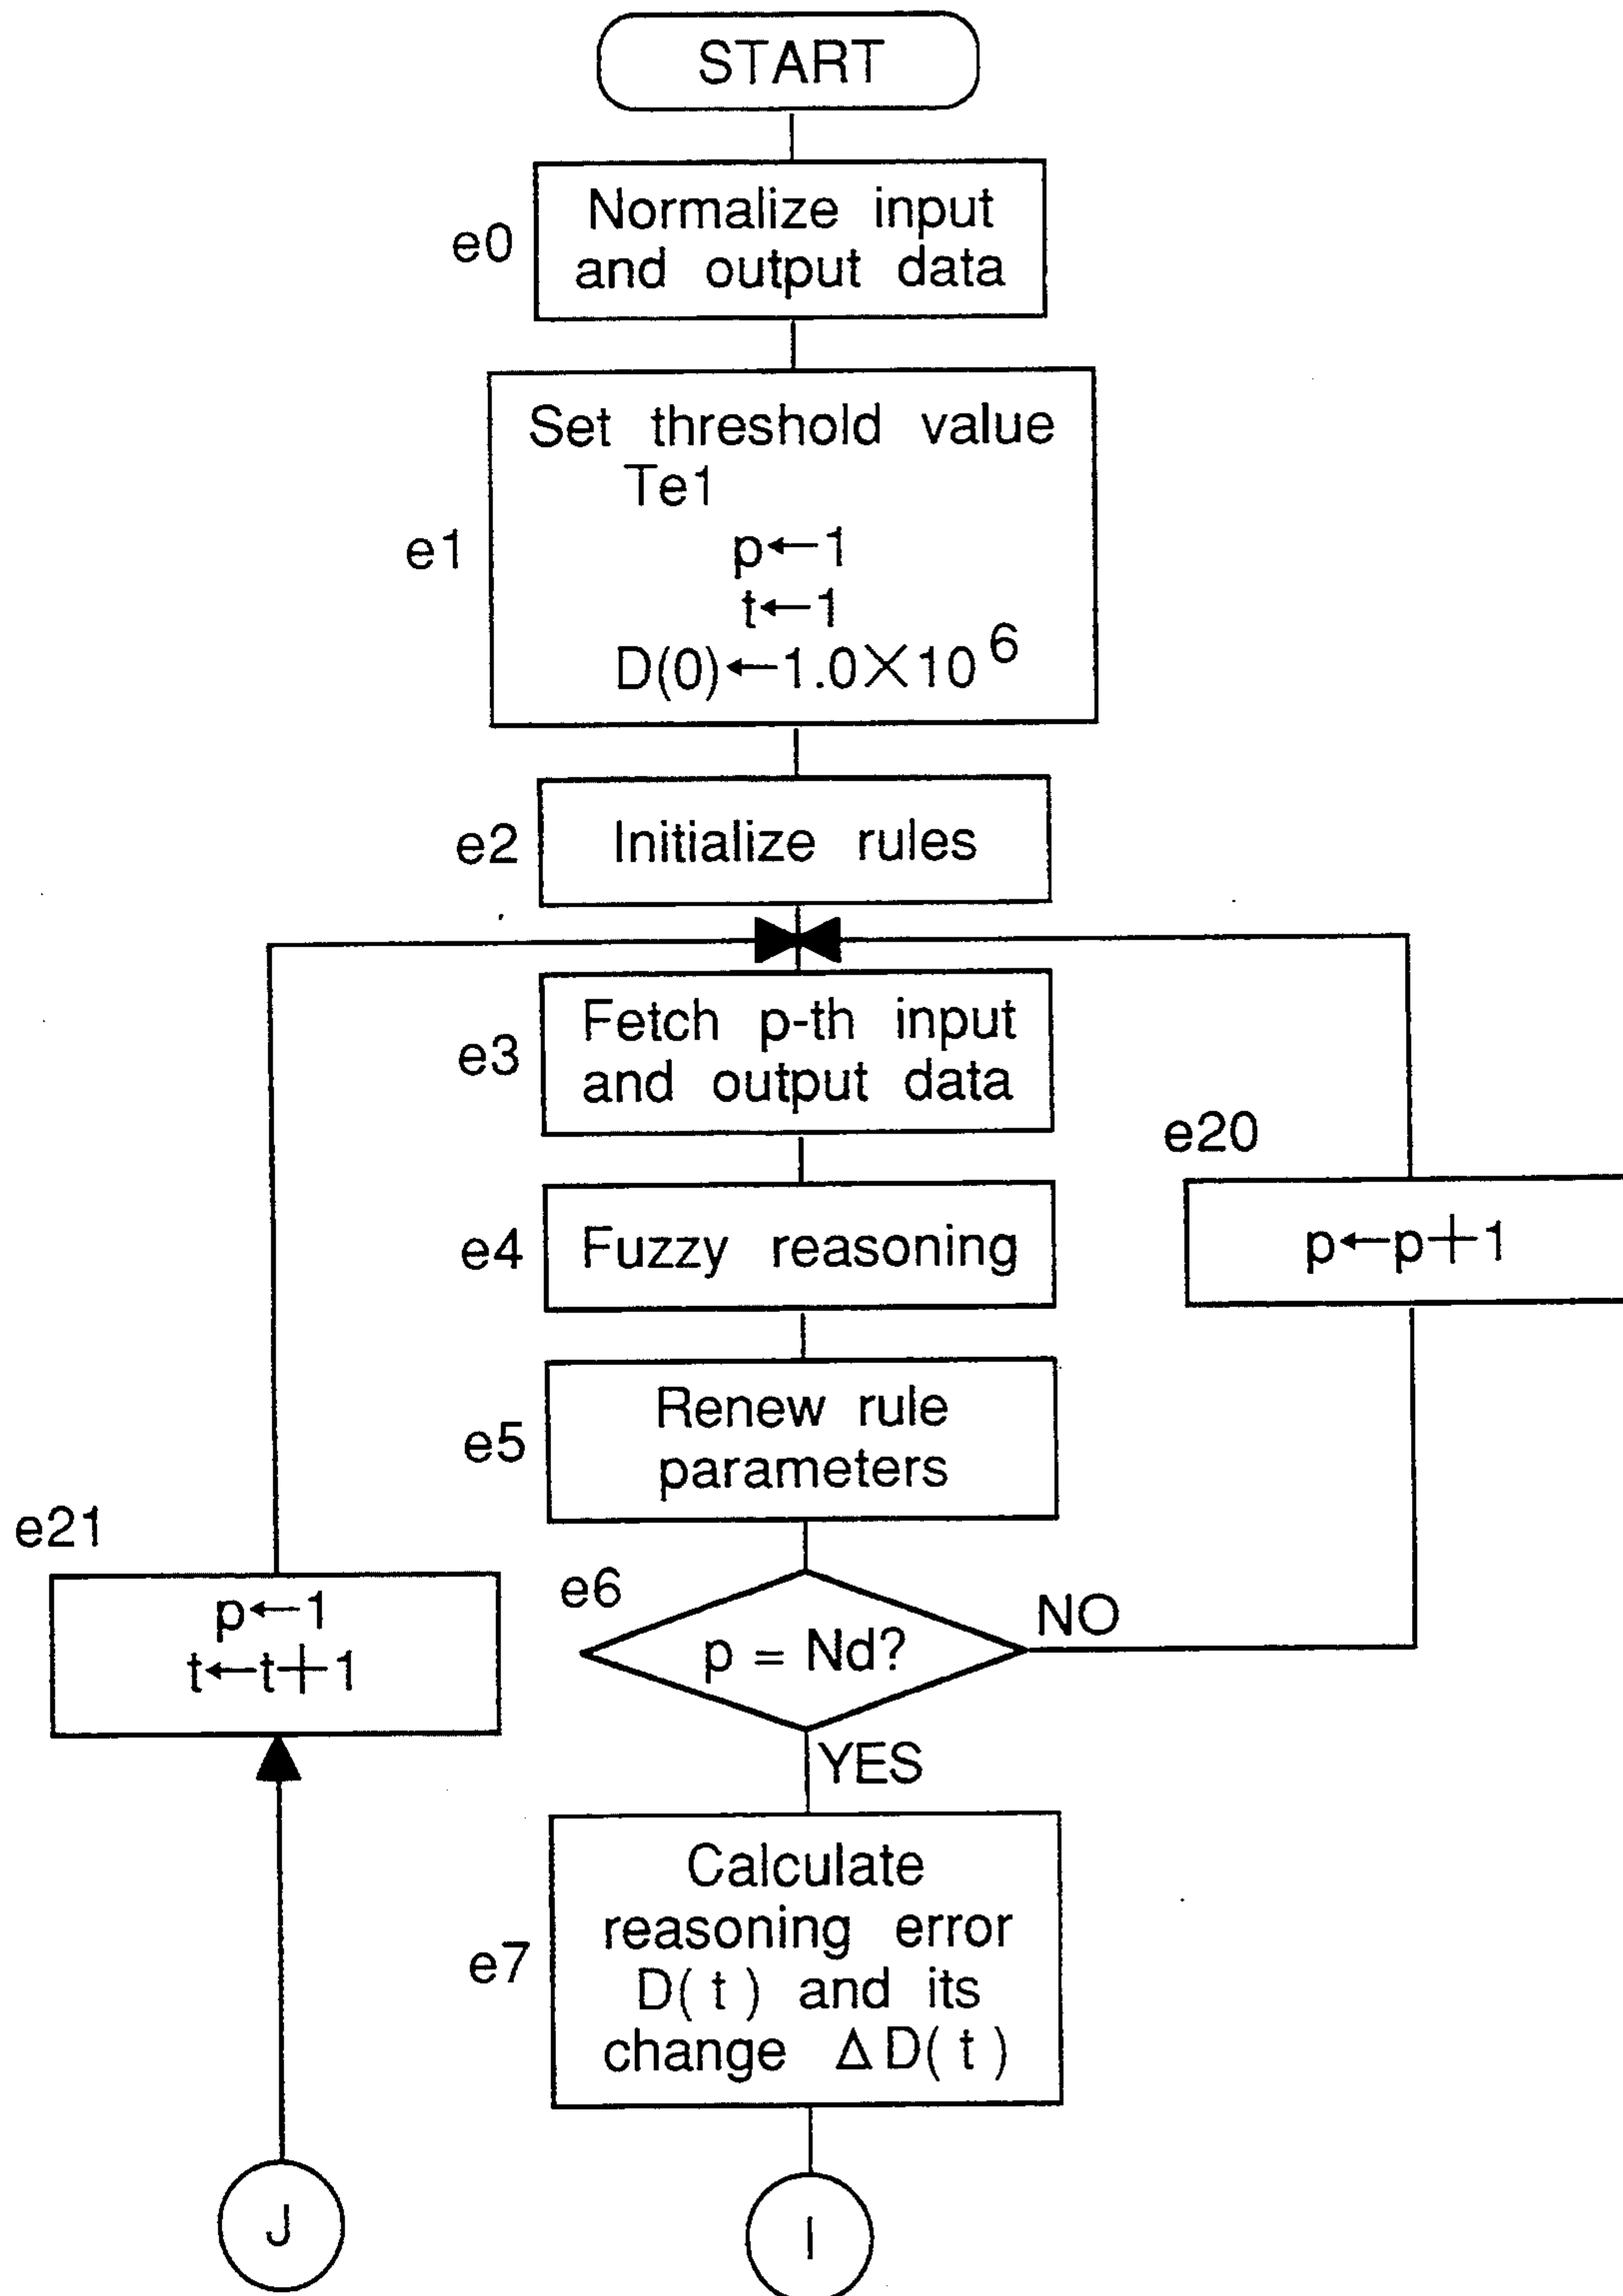 START
e0
Normalize input
and output data
e1
Set threshold value
Te1
p←1
t←1
D(0)←1.0×10⁶
e2
Initialize rules
e3
Fetch p-th input
and output data
e20
p←p+1
e4
Fuzzy reasoning
e5
Renew rule
parameters
e21
p←1
t←t+1
e6
p = Nd?
NO
YES
e7
Calculate
reasoning error
D( t ) and its
change ΔD( t )
J
I